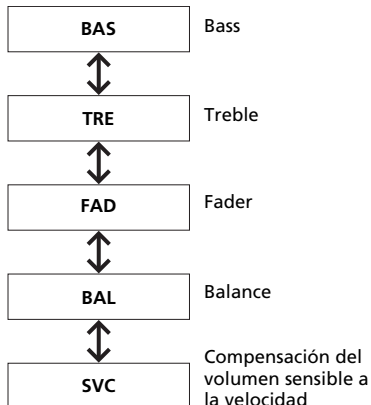 BAS Bass
TRE Treble
FAD Fader
BAL Balance
SVC Compensación del
volumen sensible a
la velocidad